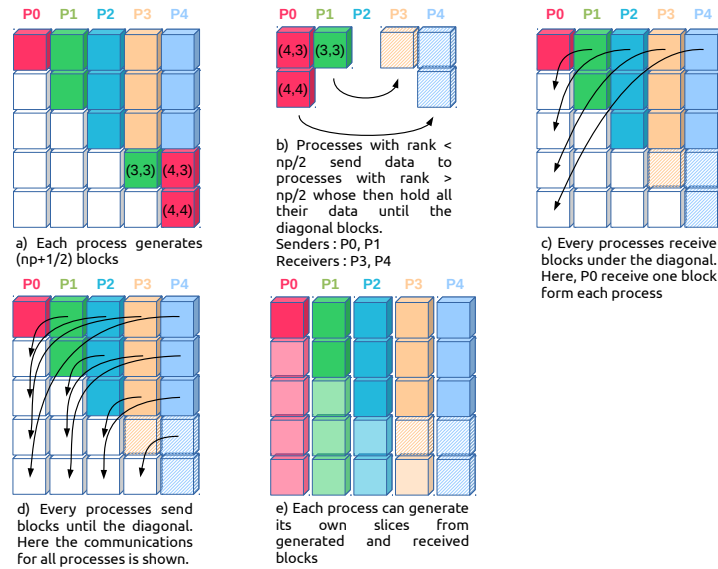 P0 P1 P2 P3 P4
(3,3) (4,3)
(4,4)
a) Each process generates
(np+1/2) blocks
P0 P1 P2 P3 P4
(4,3) (3,3)
(4,4)
b) Processes with rank <
np/2 send data to
processes with rank >
np/2 whose then hold all
their data until the
diagonal blocks.
Senders : P0, P1
Receivers : P3, P4
P0 P1 P2 P3 P4
c) Every processes receive
blocks under the diagonal.
Here, P0 receive one block
form each process
P0 P1 P2 P3 P4
d) Every processes send
blocks until the diagonal.
Here the communications
for all processes is shown.
P0 P1 P2 P3 P4
e) Each process can generate
its own slices from
generated and received
blocks